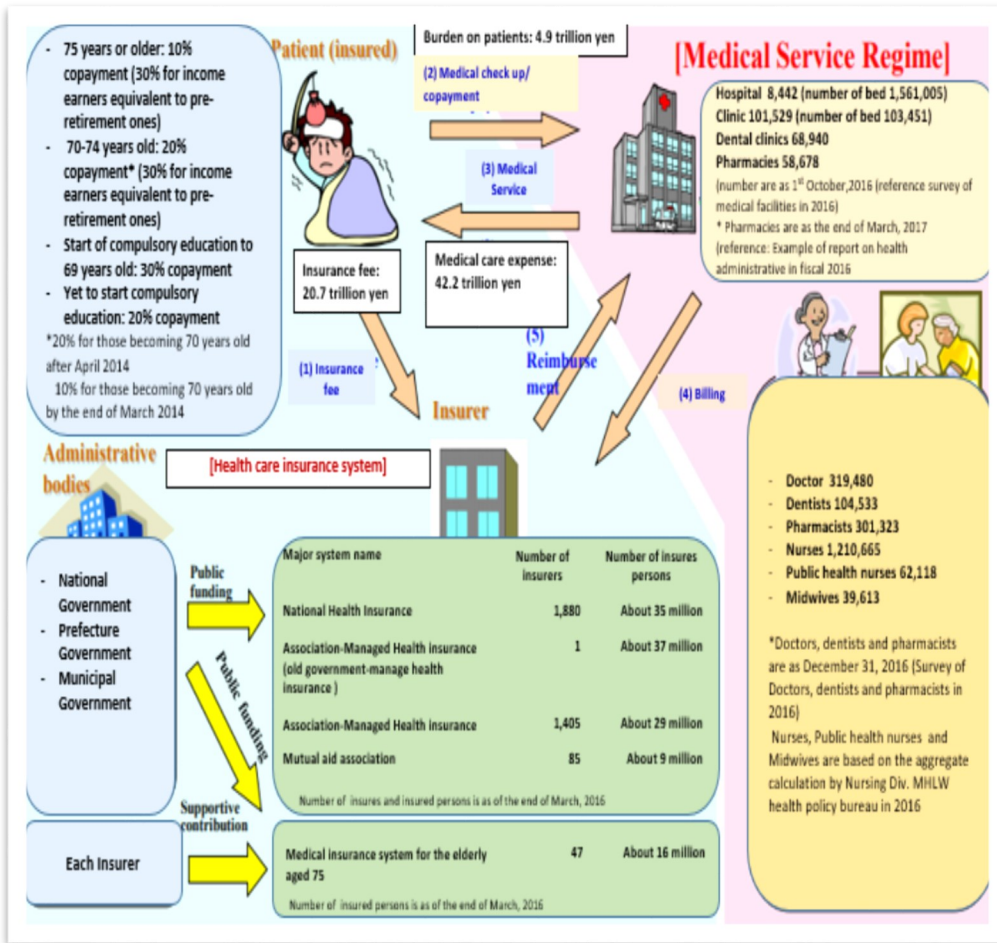 - 75 years or older: 10%
copayment (30% for income
earners equivalent to pre-
retirement ones)
- 70-74 years old: 20%
copayment* (30% for income
earners equivalent to pre-
retirement ones)
- Start of compulsory education to
69 years old: 30% copayment
- Yet to start compulsory
education: 20% copayment
*20% for those becoming 70 years old
after April 2014
10% for those becoming 70 years old
by the end of March 2014
Patient (insured)
Burden on patients: 4.9 trillion yen
(2) Medical check up/
copayment
(3) Medical
Service
Insurance fee:
20.7 trillion yen
Medical care expense:
42.2 trillion yen
(1) Insurance
fee
(5)
Reimburse
ment
(4) Billing
Insurer
[Medical Service Regime]
Hospital 8,442 (number of bed 1,561,005)
Clinic 101,529 (number of bed 103,451)
Dental clinics 68,940
Pharmacies 58,678
(number are as 1st October,2016 (reference survey of
medical facilities in 2016)
* Pharmacies are as the end of March, 2017
(reference: Example of report on health
administrative in fiscal 2016
Administrative
bodies
[Health care insurance system]
- National
Government
- Prefecture
Government
- Municipal
Government
Public
funding
Public funding
Supportive
contribution
Each Insurer
Major system name Number of insurers Number of insures persons
National Health Insurance 1,880 About 35 million
Association-Managed Health insurance 1 About 37 million
(old government-manage health
insurance )
Association-Managed Health insurance 1,405 About 29 million
Mutual aid association 85 About 9 million
Number of insures and insured persons is as of the end of March, 2016
Medical insurance system for the elderly 47 About 16 million
aged 75
Number of insured persons is as of the end of March, 2016
- Doctor 319,480
- Dentists 104,533
- Pharmacists 301,323
- Nurses 1,210,665
- Public health nurses 62,118
- Midwives 39,613
*Doctors, dentists and pharmacists
are as December 31, 2016 (Survey of
Doctors, dentists and pharmacists in
2016)
Nurses, Public health nurses and
Midwives are based on the aggregate
calculation by Nursing Div. MHLW
health policy bureau in 2016